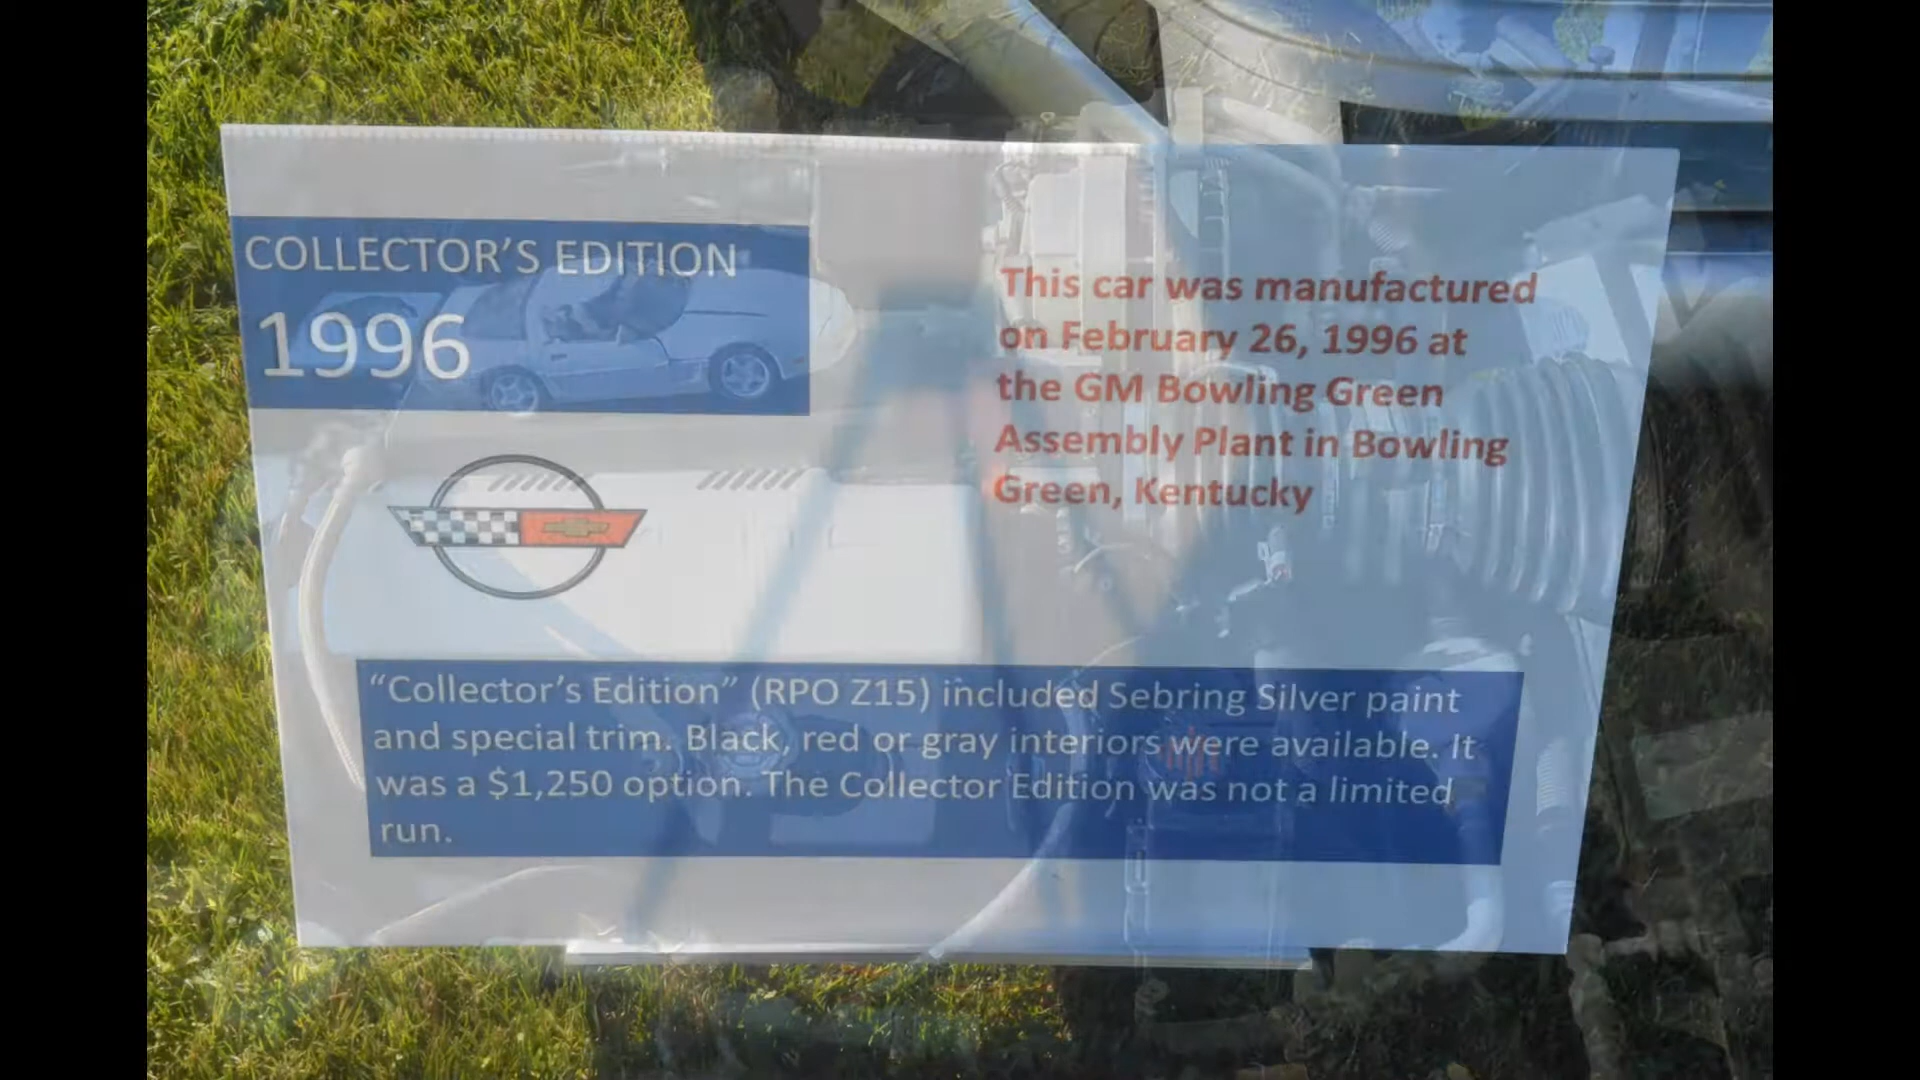 COLLECTOR’S EDITION
1996
This car was manufactured
on February 26, 1996 at
the GM Bowling Green
Assembly Plant in Bowling
Green, Kentucky
“Collector’s Edition” (RPO Z15) included Sebring Silver paint
and special trim. Black, red or gray interiors were available. It
was a $1,250 option. The Collector Edition was not a limited
run.